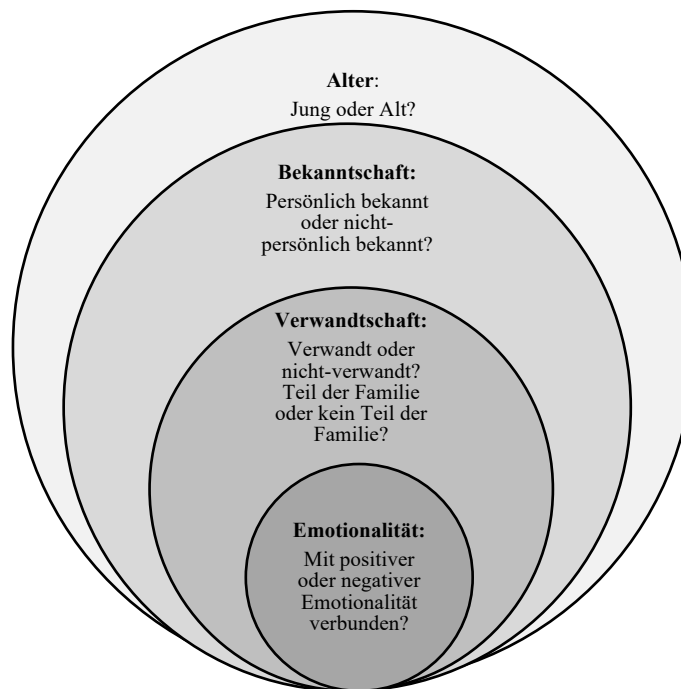 Alter:
Jung oder Alt?
Bekanntschaft:
Persönlich bekannt
oder nicht-
persönlich bekannt?
Verwandtschaft:
Verwandt oder
nicht-verwandt?
Teil der Familie
oder kein Teil der
Familie?
Emotionalität:
Mit positiver
oder negativer
Emotionalität
verbunden?